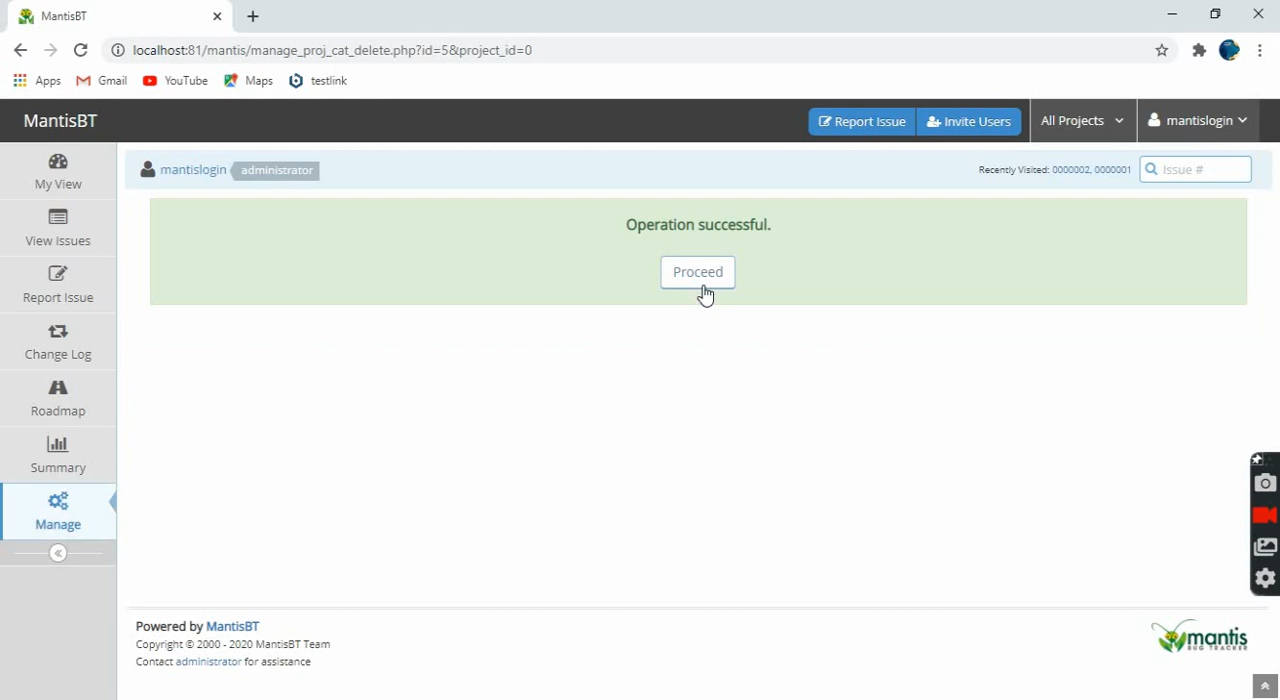 MantisBT
localhost:81/mantis/manage_proj_cat_delete.php?id=5&project_id=0
Apps Gmail YouTube Maps testlink
MantisBT Report Issue Invite Users All Projects mantislogin
mantislogin administrator Recently Visited: 0000002, 0000001 Issue #
My View
View Issues
Report Issue
Change Log
Roadmap
Summary
Manage
Operation successful.
Proceed
Powered by MantisBT
Copyright © 2000 - 2020 MantisBT Team
Contact administrator for assistance
mantis
BUG TRACKER